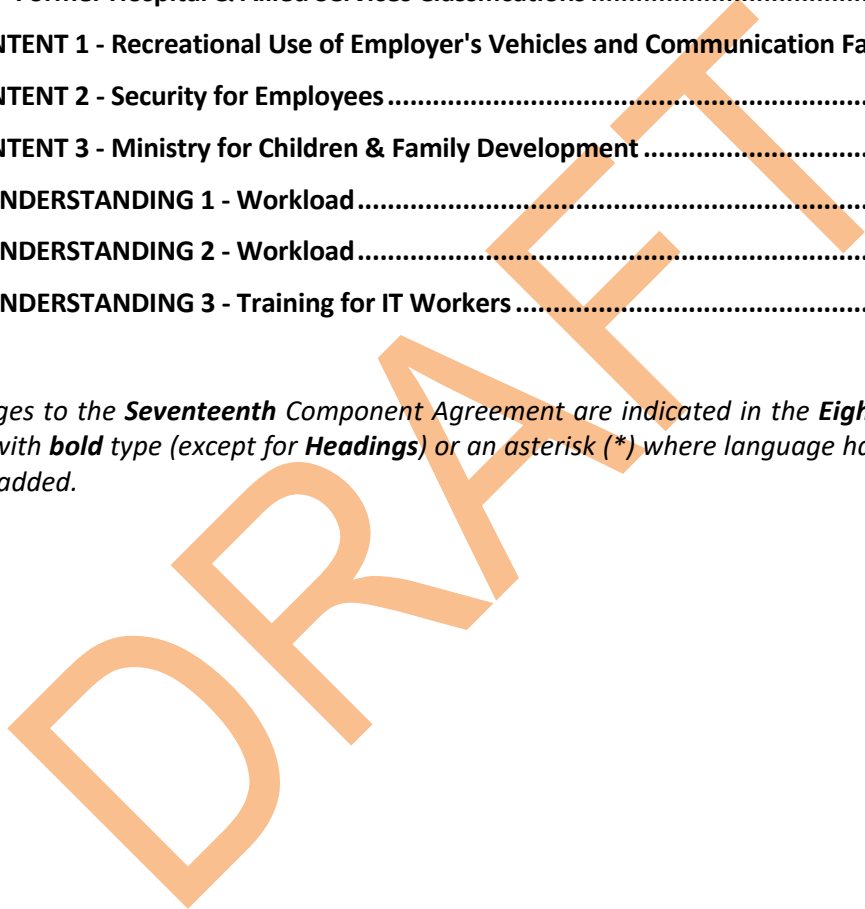 Former Hospital & Allied Services Classifications ........................................
NTENT 1 - Recreational Use of Employer's Vehicles and Communication Fa
NTENT 2 - Security for Employees ................................................................
NTENT 3 - Ministry for Children & Family Development ..............................
NDERSTANDING 1 - Workload ....................................................................
NDERSTANDING 2 - Workload ....................................................................
NDERSTANDING 3 - Training for IT Workers ...............................................
ges to the Seventeenth Component Agreement are indicated in the Eigh
with bold type (except for Headings) or an asterisk (*) where language ha
added.
DRAFT